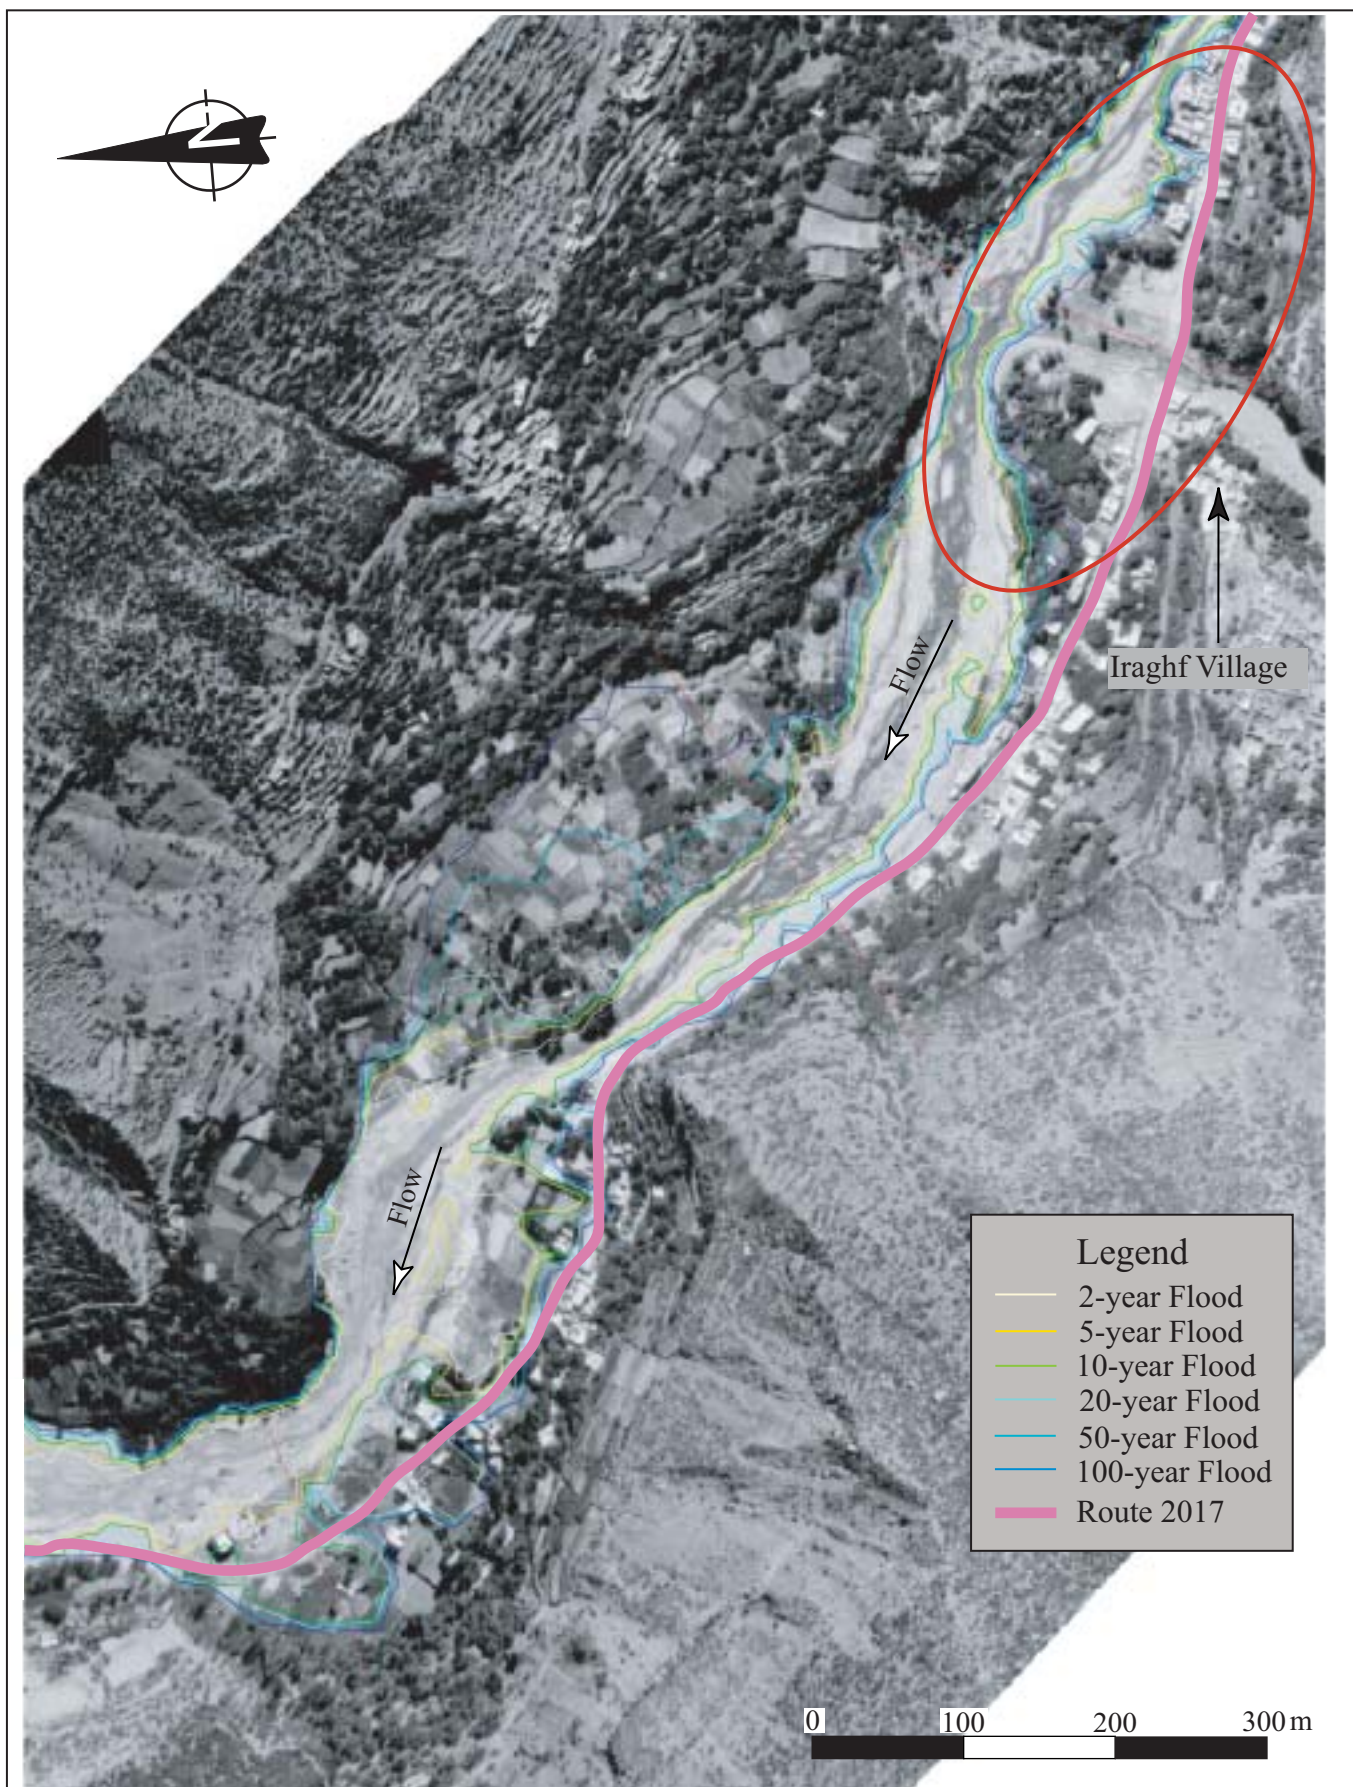 Iraghf Village
Flow
Flow
Legend
2-year Flood
5-year Flood
10-year Flood
20-year Flood
50-year Flood
100-year Flood
Route 2017
0 100 200 300 m